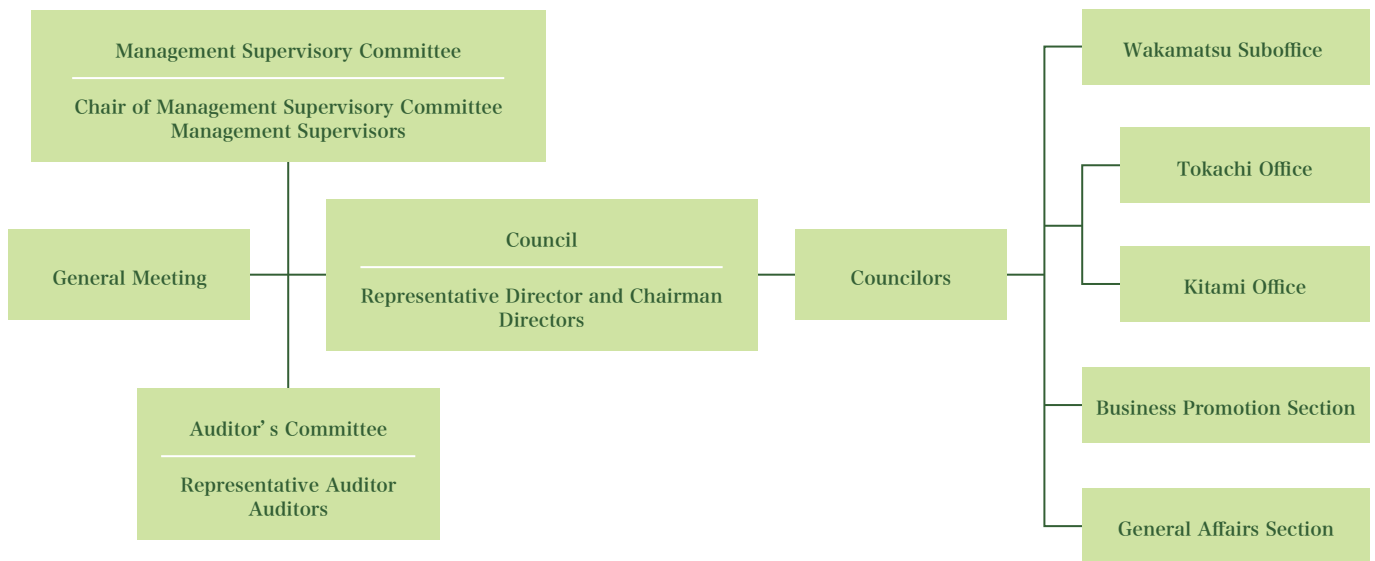 Management Supervisory Committee
Chair of Management Supervisory Committee
Management Supervisors
General Meeting
Council
Representative Director and Chairman
Directors
Auditor’s Committee
Representative Auditor
Auditors
Councilors
Wakamatsu Suboffice
Tokachi Office
Kitami Office
Business Promotion Section
General Affairs Section